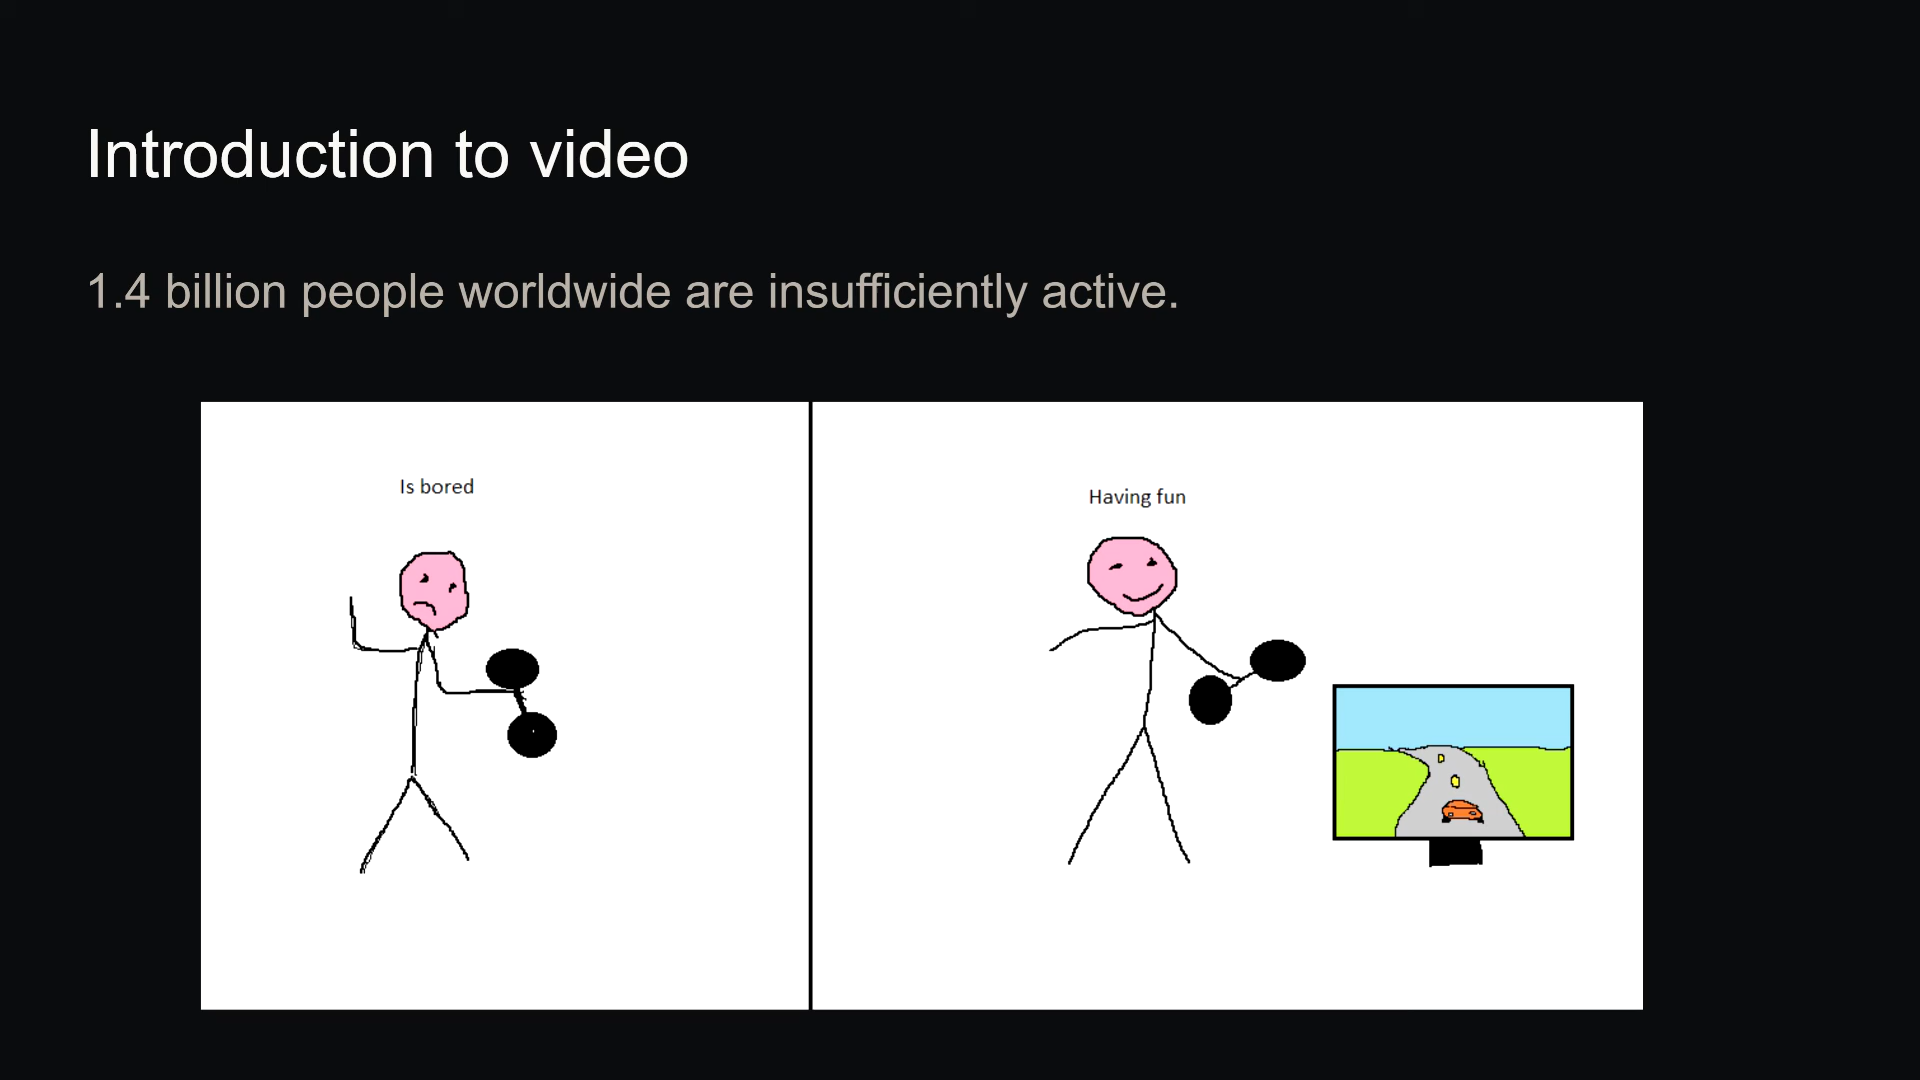 Introduction to video
1.4 billion people worldwide are insufficiently active.
Is bored
Having fun